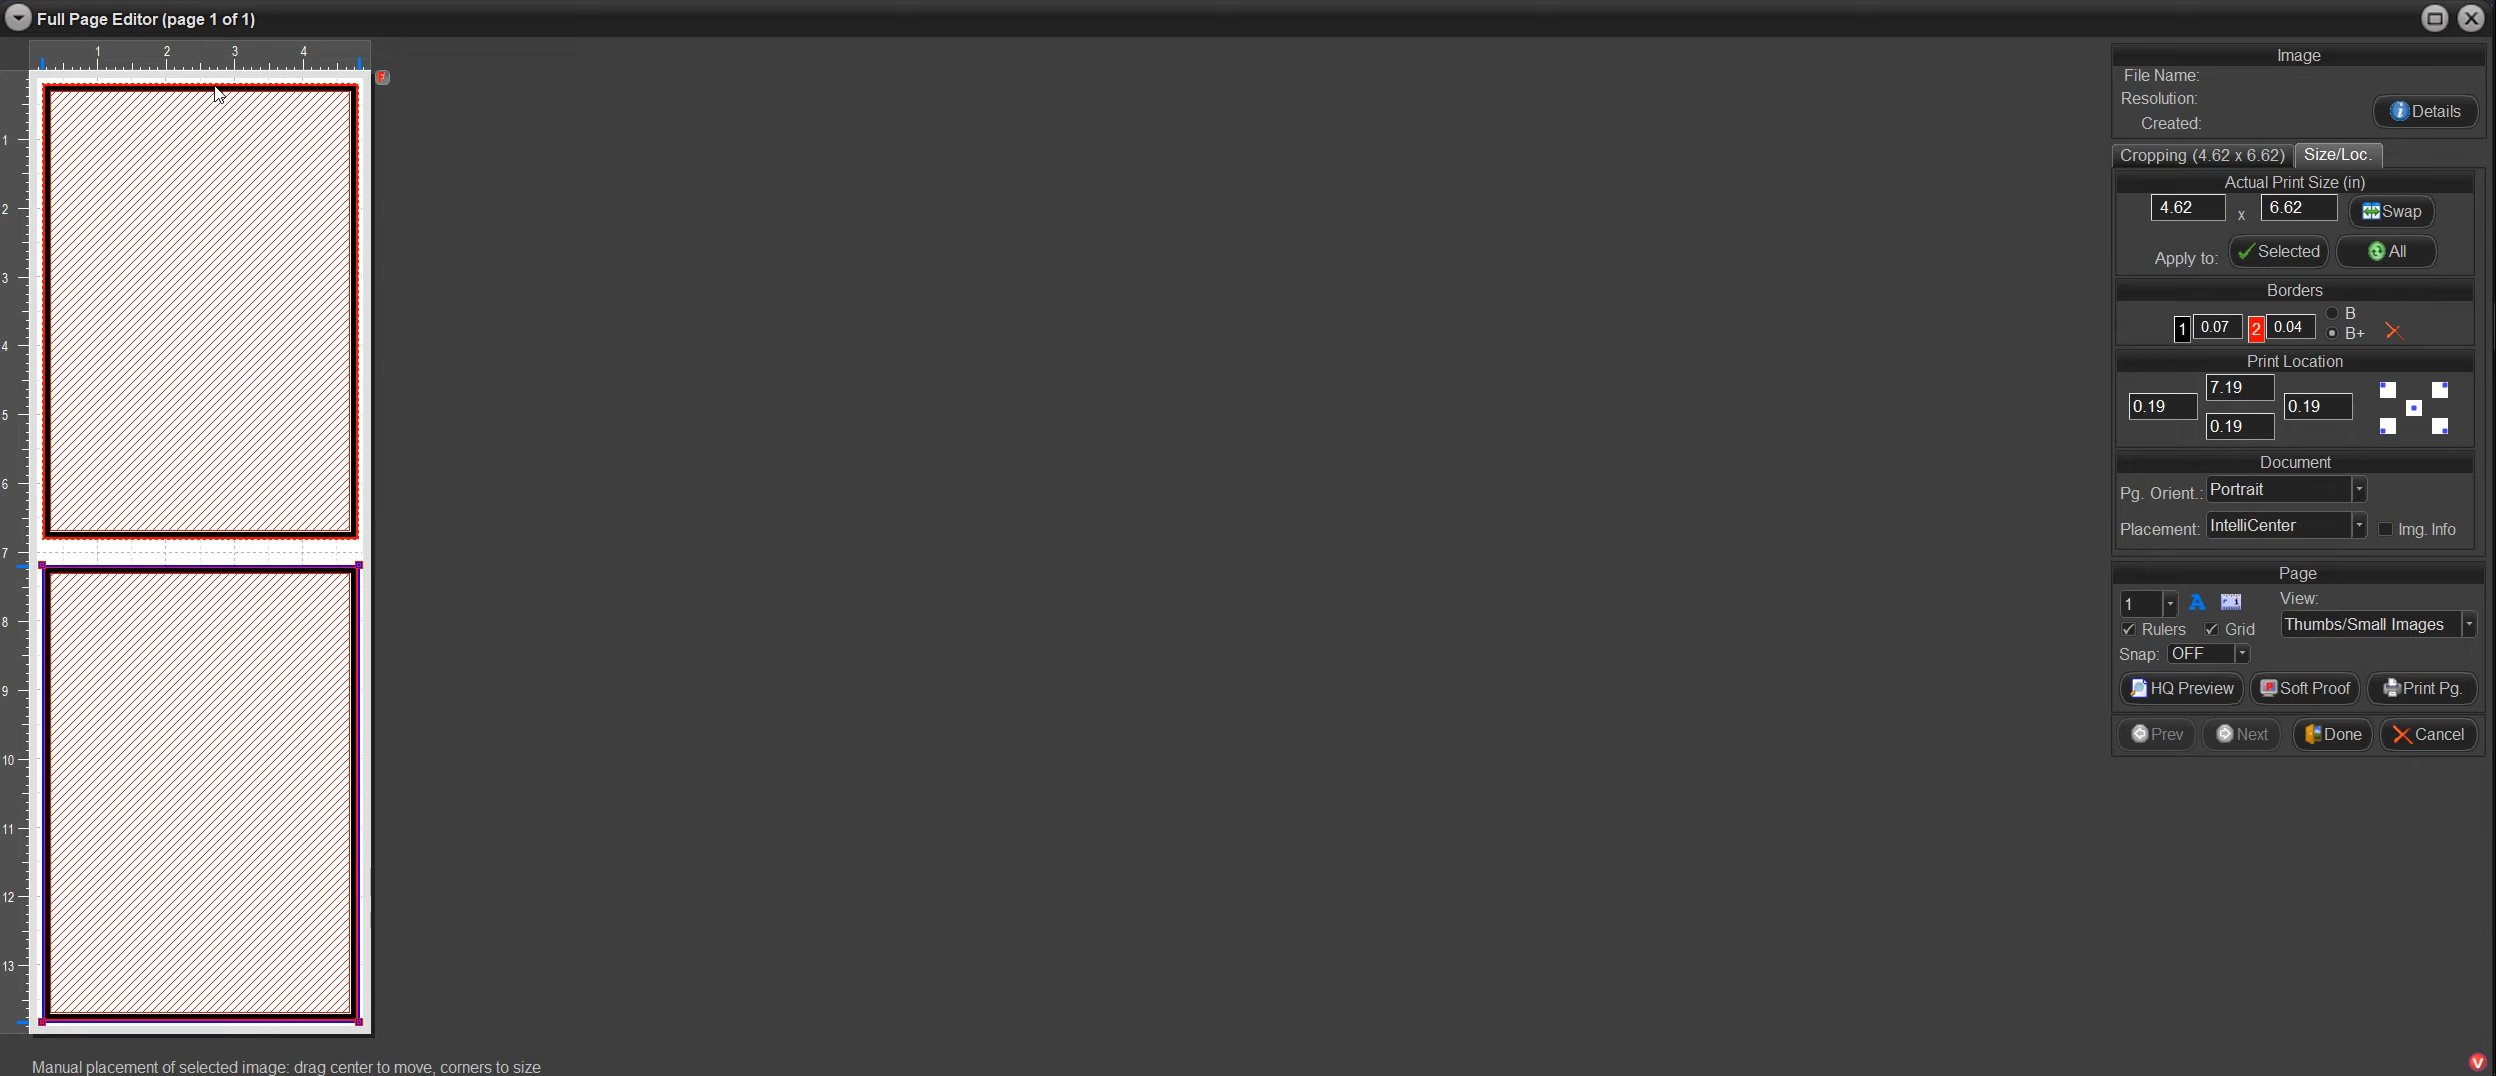 Full Page Editor (page 1 of 1)
1 2 3 4
F
1
2
3
4
5
6
7
8
9
10
11
12
13
Manual placement of selected image: drag center to move, corners to size
Image
File Name:
Resolution:
Created:
Details
Cropping (4.62 x 6.62) Size/Loc.
Actual Print Size (in)
4.62 x 6.62 Swap
Apply to: Selected All
Borders
1 0.07 2 0.04 B
B+
Print Location
7.19
0.19 0.19
0.19
Document
Pg. Orient.: Portrait
Placement: IntelliCenter Img. Info
Page
1 A View:
Rulers Grid Thumbs/Small Images
Snap: OFF
HQ Preview Soft Proof Print Pg.
Prev Next Done Cancel
V